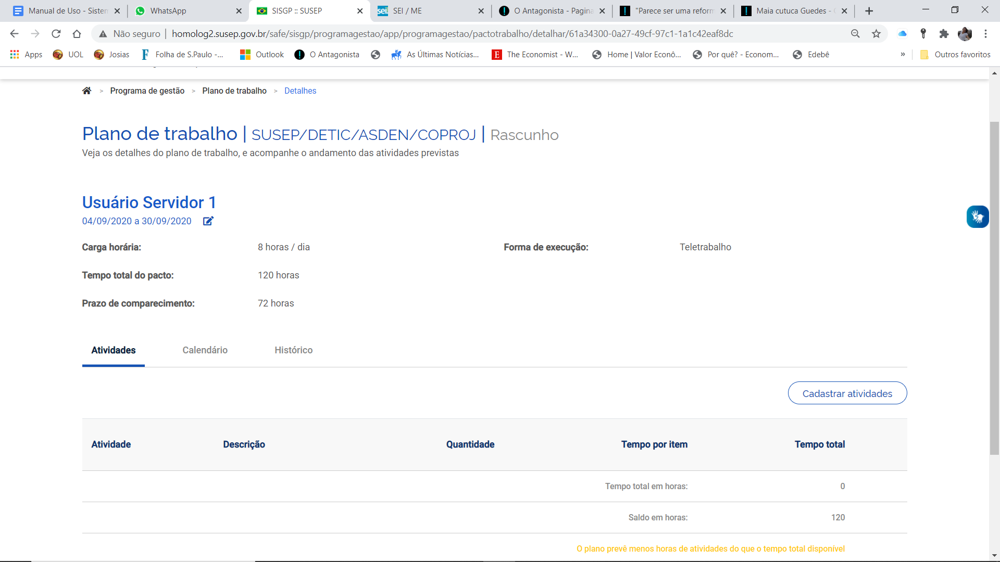 Manual de Uso - Sistem
WhatsApp
SISGP :: SUSEP
sei! SEI / ME
O Antagonista - Pagina
"Parece ser uma reform
Maia cutuca Guedes -
Não seguro | homolog2.susep.gov.br/safe/sisgp/programagestao/app/programagestao/pactotrabalho/detalhar/61a34300-0a27-49cf-97c1-1a1c42eaf8dc
Apps UOL Josias Folha de S.Paulo -... Outlook O Antagonista As Últimas Notícias... The Economist - W... Home | Valor Econô... Por quê? - Econom... Edebê » Outros favoritos
> Programa de gestão > Plano de trabalho > Detalhes
Plano de trabalho | SUSEP/DETIC/ASDEN/COPROJ | Rascunho
Veja os detalhes do plano de trabalho, e acompanhe o andamento das atividades previstas
Usuário Servidor 1
04/09/2020 a 30/09/2020
Carga horária: 8 horas / dia Forma de execução: Teletrabalho
Tempo total do pacto: 120 horas
Prazo de comparecimento: 72 horas
Atividades Calendário Histórico
Cadastrar atividades
Atividade Descrição Quantidade Tempo por item Tempo total
Tempo total em horas: 0
Saldo em horas: 120
O plano prevê menos horas de atividades do que o tempo total disponível